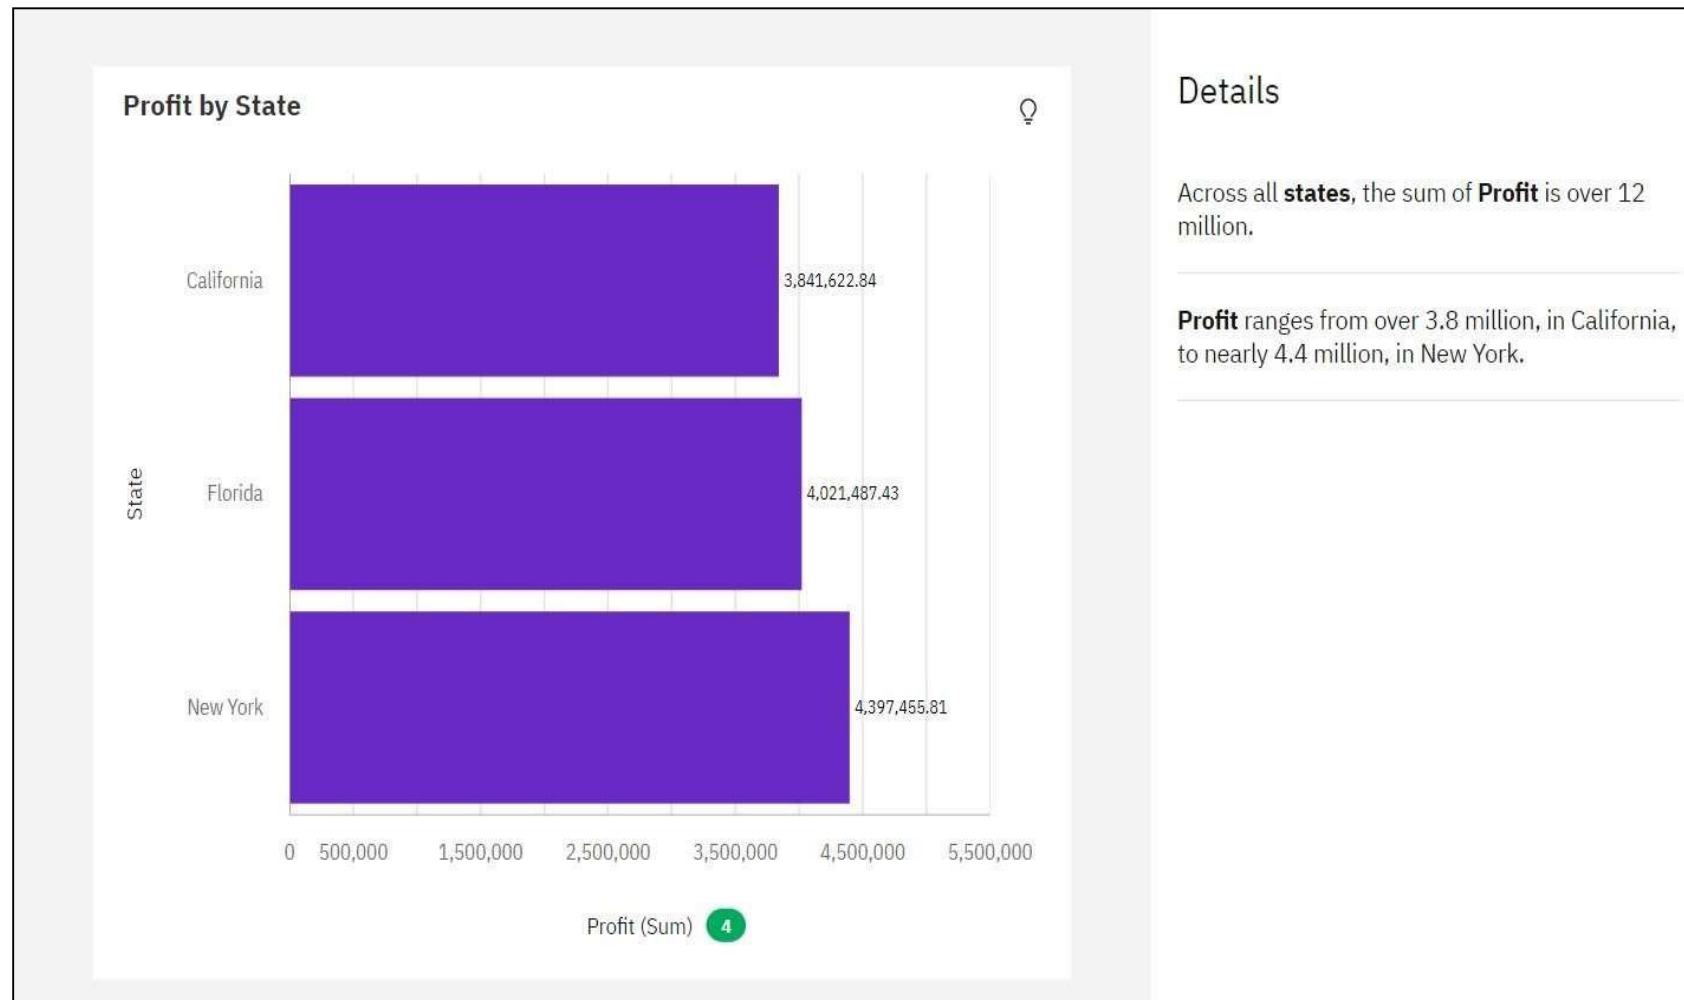 Profit by State
California
3,841,622.84
State
Florida
4,021,487.43
New York
4,397,455.81
0 500,000 1,500,000 2,500,000 3,500,000 4,500,000 5,500,000
Profit (Sum) 4
Details
Across all states, the sum of Profit is over 12
million.
Profit ranges from over 3.8 million, in California,
to nearly 4.4 million, in New York.